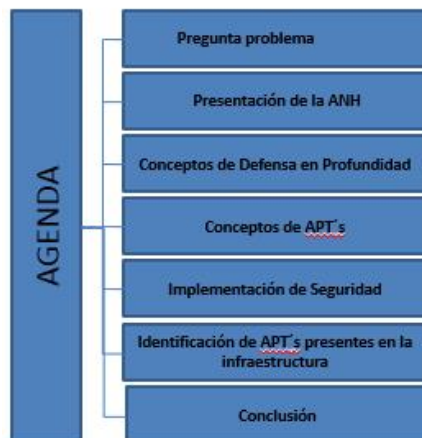 AGENDA
Pregunta problema
Presentación de la ANH
Conceptos de Defensa en Profundidad
Conceptos de APT´s
Implementación de Seguridad
Identificación de APT´s presentes en la
infraestructura
Conclusión